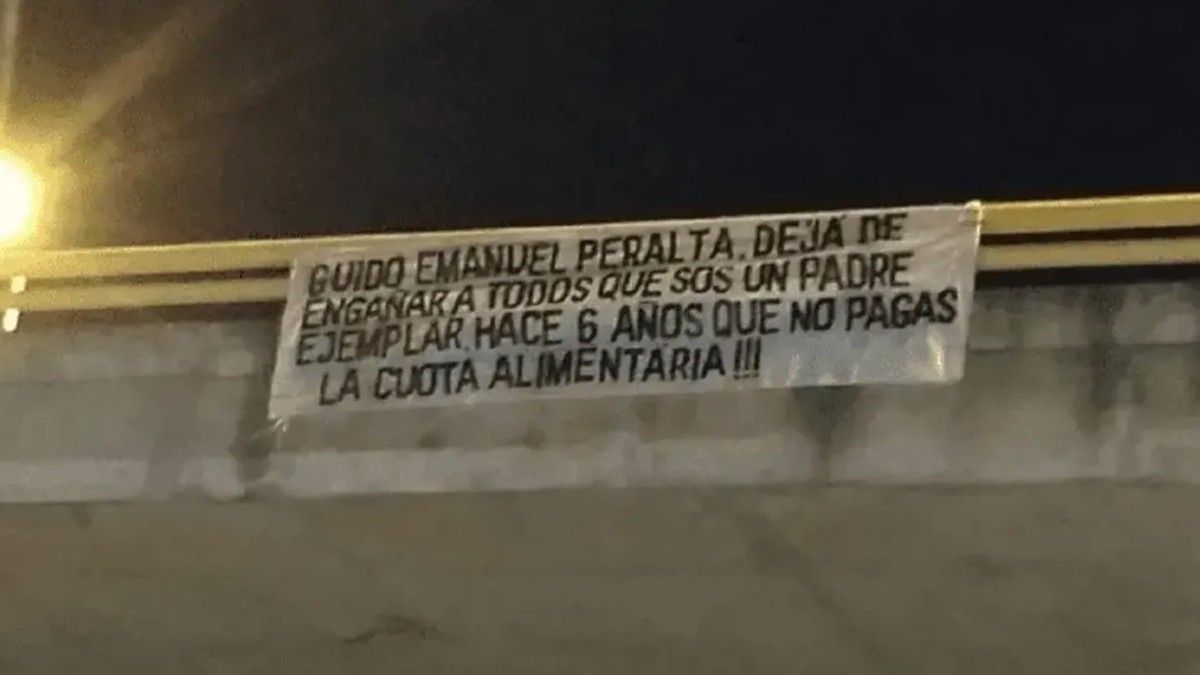 GUIDO EMANUEL PERALTA. DEJÁ DE
ENGAÑAR A TODOS QUE SOS UN PADRE
EJEMPLAR. HACE 6 AÑOS QUE NO PAGAS
LA CUOTA ALIMENTARIA!!!